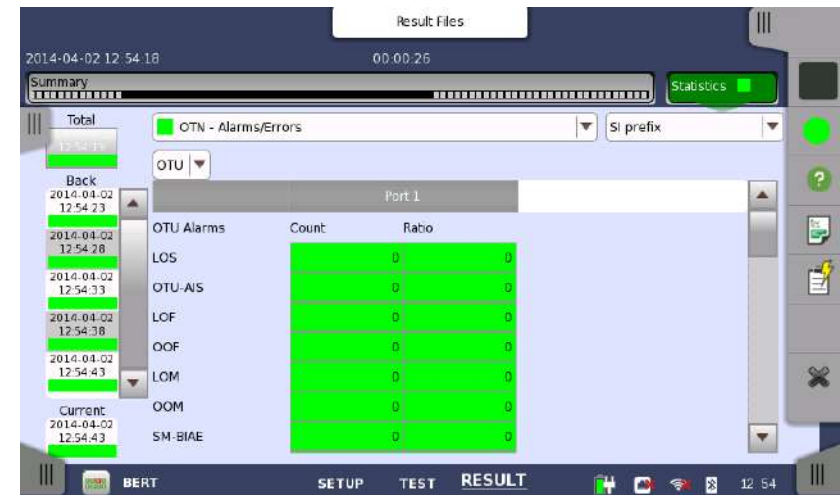 Result Files
2014-04-02 12:54:18 00:00:26
Summary
Statistics
Total
12:54:19
OTN - Alarms/Errors
SI prefix
OTU
Back
2014-04-02
12:54:23
2014-04-02
12:54:28
2014-04-02
12:54:33
2014-04-02
12:54:38
2014-04-02
12:54:43
Current
2014-04-02
12:54:43
Port 1
OTU Alarms Count Ratio
LOS 0 0
OTU-AIS 0 0
LOF 0 0
OOF 0 0
LOM 0 0
OOM 0 0
SM-BIAE 0 0
BERT SETUP TEST RESULT 12 54